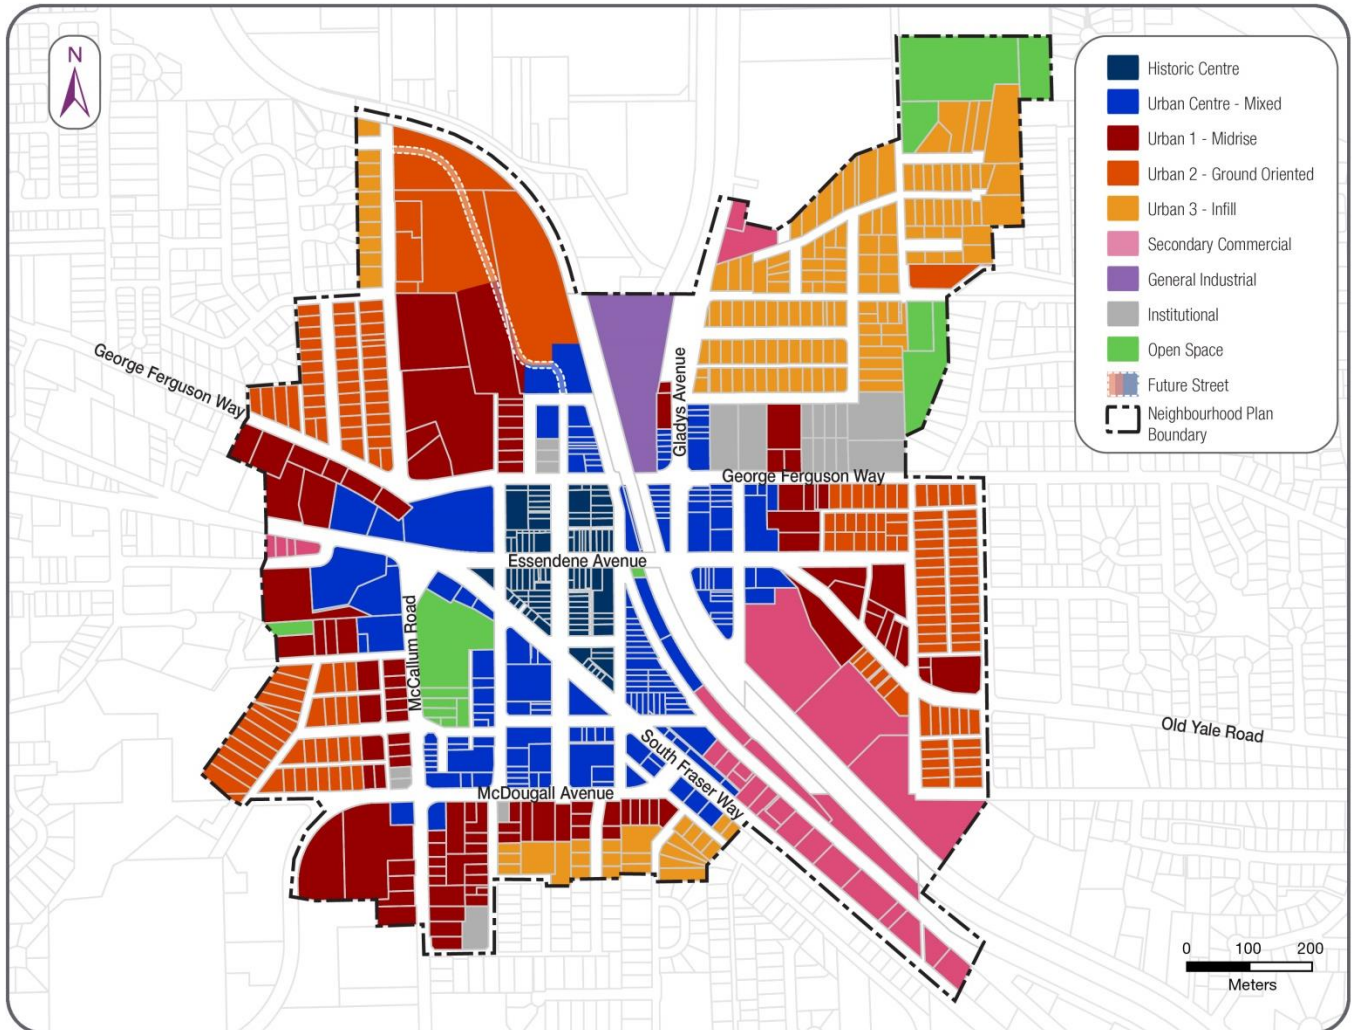 N
Historic Centre
Urban Centre - Mixed
Urban 1 - Midrise
Urban 2 - Ground Oriented
Urban 3 - Infill
Secondary Commercial
General Industrial
Institutional
Open Space
Future Street
Neighbourhood Plan
Boundary
George Ferguson Way
Gladys Avenue
George Ferguson Way
Essendene Avenue
McCallum Road
Old Yale Road
South Fraser Way
McDougall Avenue
0 100 200
Meters